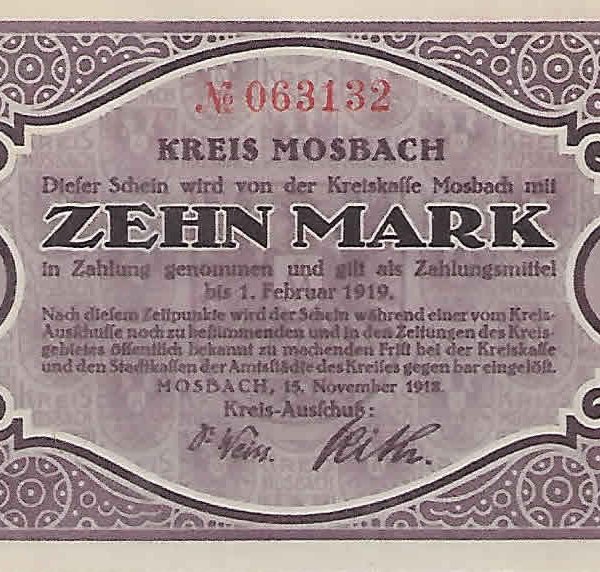 № 063132
KREIS MOSBACH
Dieser Schein wird von der Kreiskasse Mosbach mit
ZEHN MARK
in Zahlung genommen und gilt als Zahlungsmittel
bis 1. Februar 1919.
Nach diesem Zeitpunkte wird der Schein während einer vom Kreis-
Ausschusse noch zu bestimmenden und in den Zeitungen des Kreis-
gebietes öffentlich bekannt zu machenden Frist bei der Kreiskasse
und den Stadtkassen der Amtsstädte des Kreises gegen bar eingelöst.
MOSBACH, 15. November 1918.
Kreis-Ausschuß: